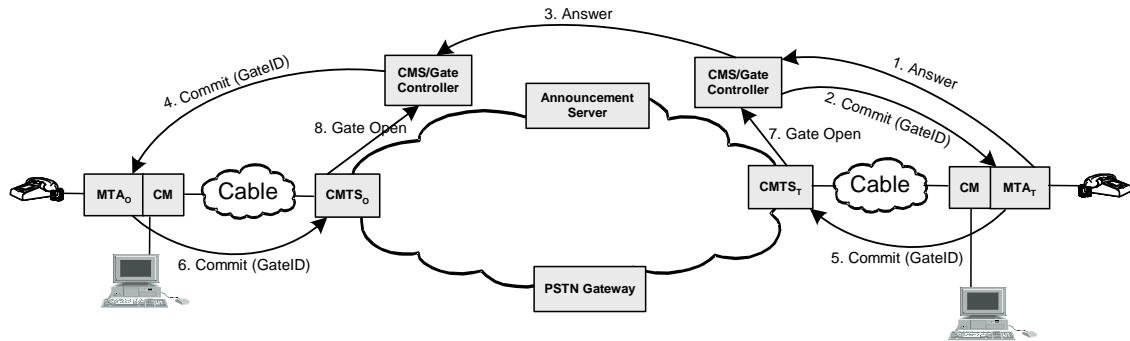 3. Answer
CMS/Gate
Controller
CMS/Gate
Controller
1. Answer
4. Commit (GateID)
2. Commit (GateID)
Announcement
Server
8. Gate Open
7. Gate Open
MTAO
CM
Cable
CMTSO
CMTST
Cable
CM
MTAT
6. Commit (GateID)
5. Commit (GateID)
PSTN Gateway